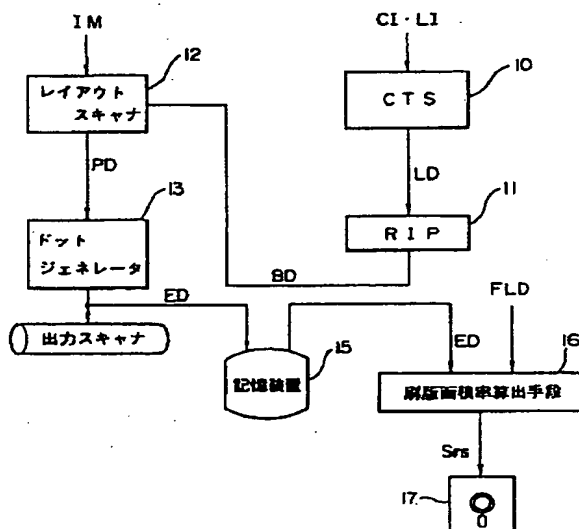 IM
CI・LI
12
レイアウト
スキャナ
10
CTS
PD
LD
13
11
RIP
ドット
ジェネレータ
BD
ED
FLD
出力スキャナ
15
ED
16
記憶装置
刷版面積率算出手段
Srs
17